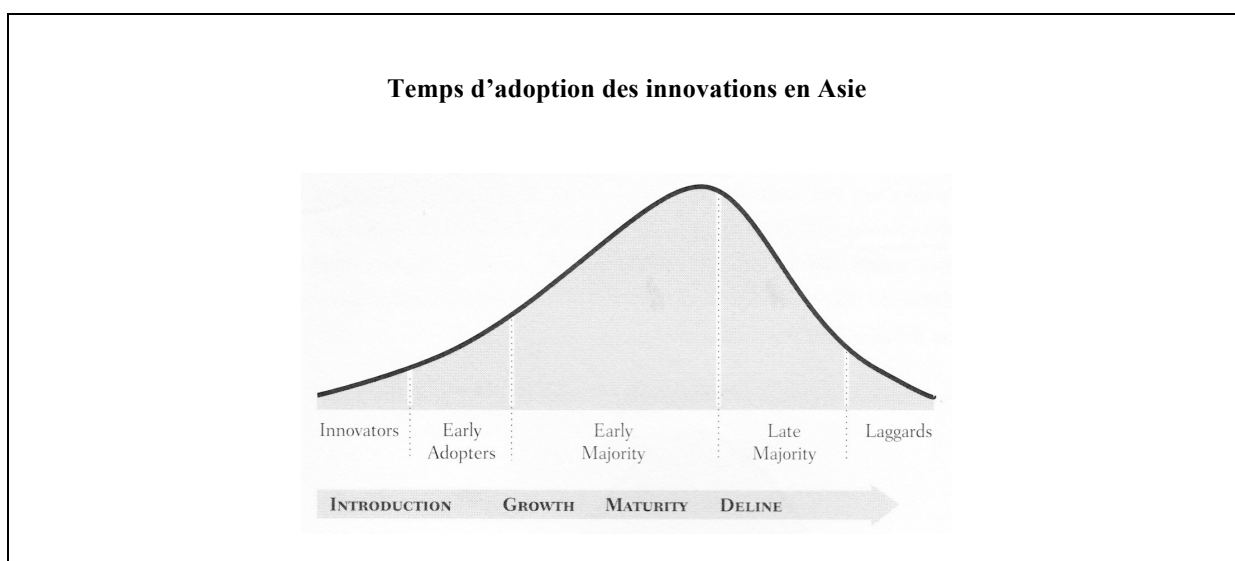 Temps d’adoption des innovations en Asie
Innovators
Early
Adopters
Early
Majority
Late
Majority
Laggards
INTRODUCTION GROWTH MATURITY DELINE